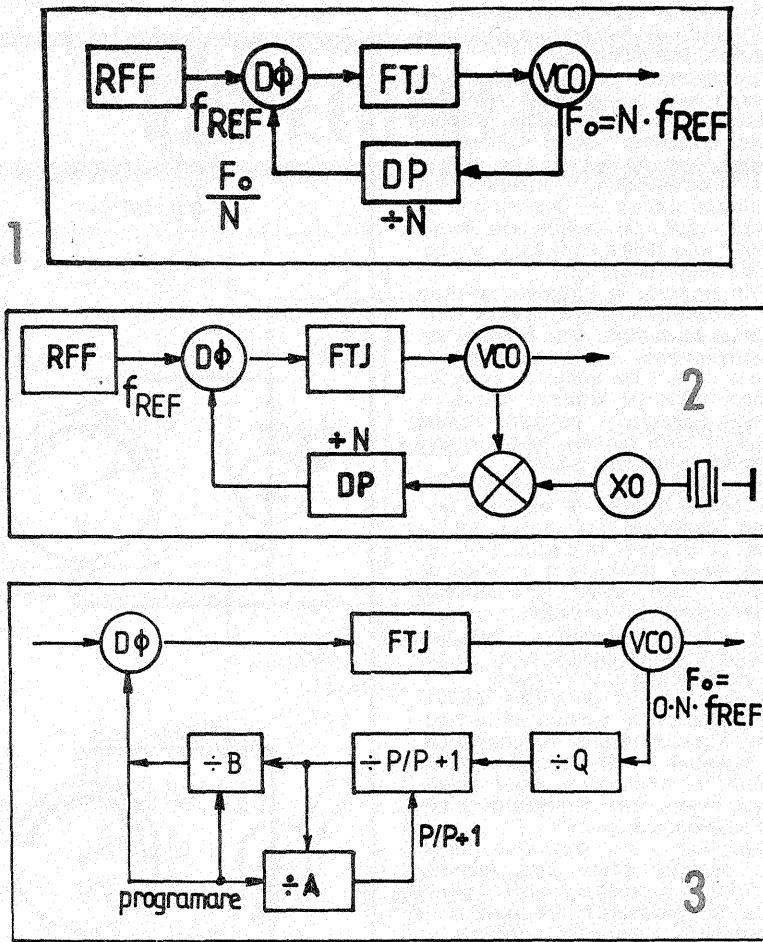 RFF
Dϕ
FTJ
VCO
fREF
Fo=N·fREF
Fo
N
DP
÷N
1
RFF
Dϕ
FTJ
VCO
2
fREF
+N
DP
XO
Dϕ
FTJ
VCO
Fo=
O·N·fREF
÷B
÷P/P+1
÷Q
P/P+1
programare
÷A
3